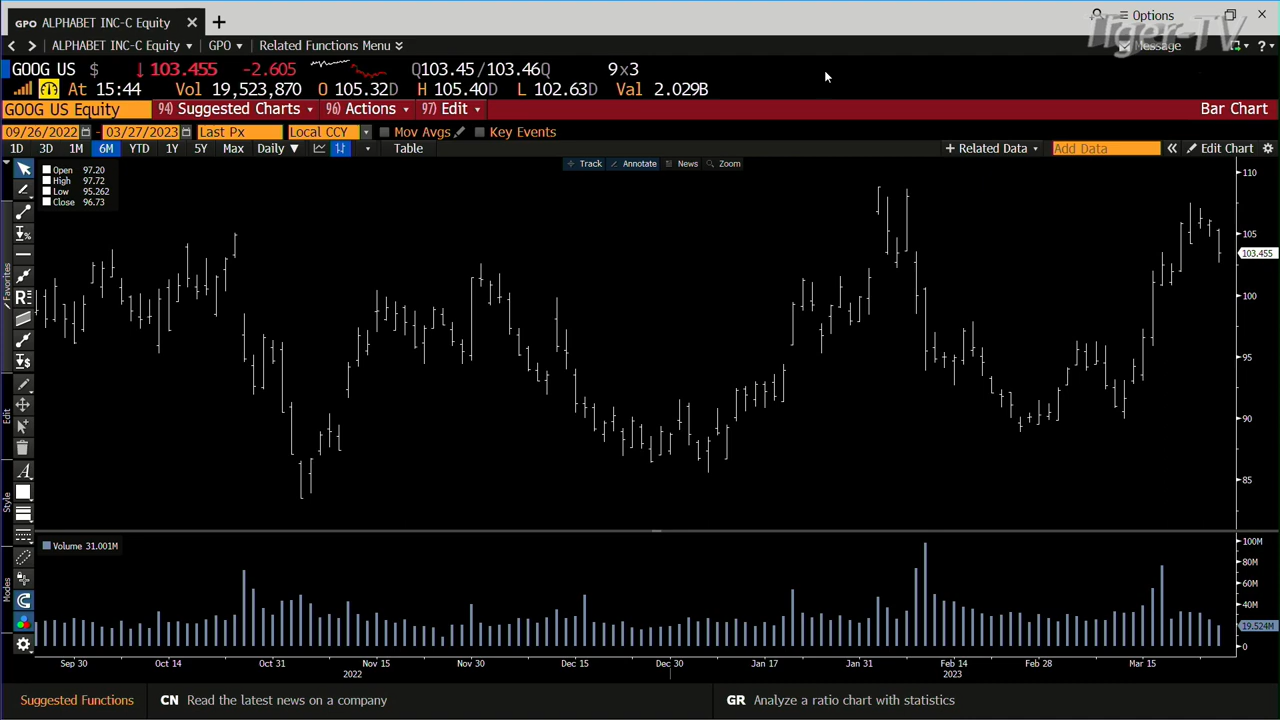 GPO ALPHABET INC-C Equity × +
Options
Tiger-TV
< > ALPHABET INC-C Equity GPO Related Functions Menu Message ?
GOOG US $ ↓ 103.455 -2.605 Q103.45/103.46Q 9x3
At 15:44 Vol 19,523,870 O 105.32D H 105.40D L 102.63D Val 2.029B
GOOG US Equity 94) Suggested Charts 96) Actions 97) Edit Bar Chart
09/26/2022 - 03/27/2023 Last Px Local CCY Mov Avgs Key Events
1D 3D 1M 6M YTD 1Y 5Y Max Daily ▼ Table + Related Data Add Data « Edit Chart
Track Annotate News Zoom
Open 97.20
High 97.72
Low 95.262
Close 96.73
110
105
103.455
100
95
90
85
Favorites
Edit
Style
Modes
Volume 31.001M
100M
80M
60M
40M
19.524M
0
Sep 30 Oct 14 Oct 31 Nov 15 Nov 30 Dec 15 Dec 30 Jan 17 Jan 31 Feb 14 Feb 28 Mar 15
2022 2023
Suggested Functions CN Read the latest news on a company GR Analyze a ratio chart with statistics